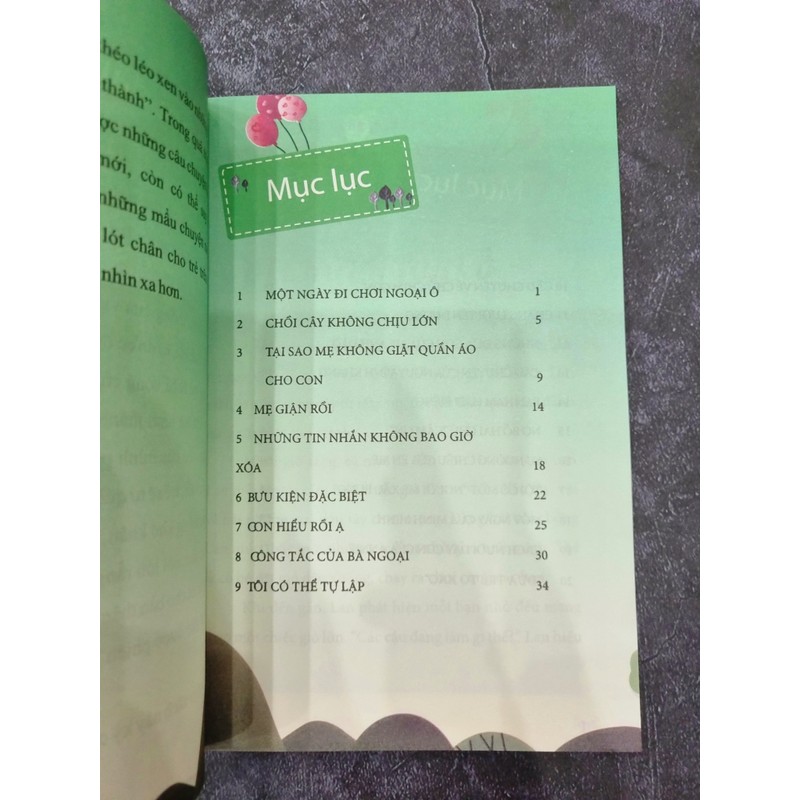 héo léo xen vào
thành". Trong quá
ợc những câu chuyện
mới, còn có thể
những mẩu chuyện
lót chân cho trẻ
nhìn xa hơn.
Mục lục
1 MỘT NGÀY ĐI CHƠI NGOẠI Ô 1
2 CHỒI CÂY KHÔNG CHỊU LỚN 5
3 TẠI SAO MẸ KHÔNG GIẶT QUẦN ÁO
CHO CON 9
4 MẸ GIẬN RỒI 14
5 NHỮNG TIN NHẮN KHÔNG BAO GIỜ
XÓA 18
6 BƯU KIỆN ĐẶC BIỆT 22
7 CON HIỂU RỒI Ạ 25
8 CÔNG TẮC CỦA BÀ NGOẠI 30
9 TÔI CÓ THỂ TỰ LẬP 34